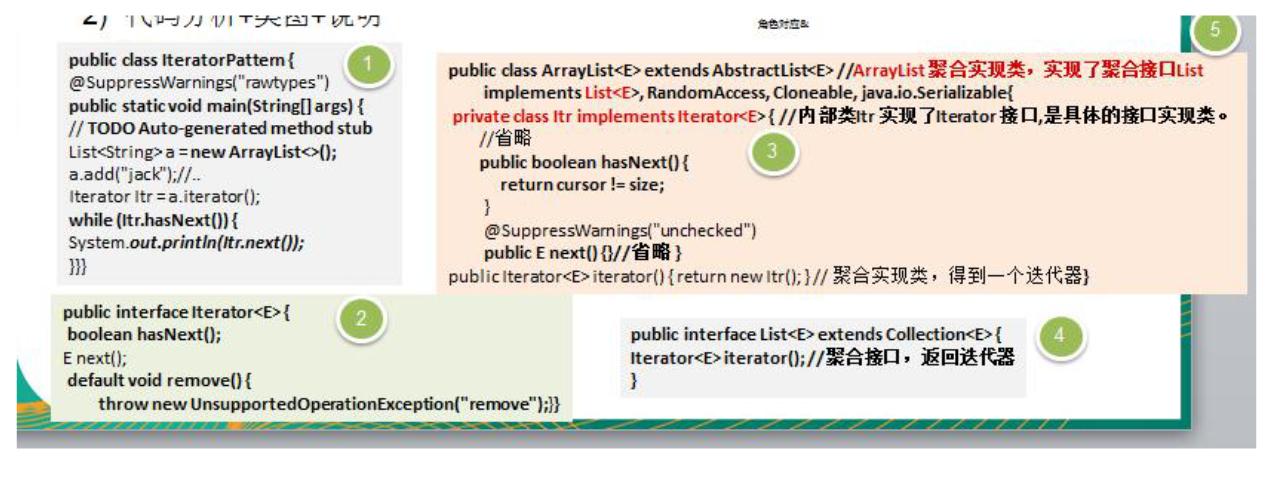 2) 代码分析+类图+说明
角色对应&
5
public class IteratorPattem {
1
@SuppressWarnings("rawtypes")
public static void main(String[] args) {
// TODO Auto-generated method stub
List<String> a = new ArrayList<>();
a.add("jack");//..
Iterator Itr = a.iterator();
while (Itr.hasNext()) {
System.out.println(Itr.next());
}}}
public class ArrayList<E> extends AbstractList<E> //ArrayList 聚合实现类，实现了聚合接口List
implements List<E>, RandomAccess, Cloneable, java.io.Serializable{
private class Itr implements Iterator<E> { //内部类Itr 实现了Iterator 接口,是具体的接口实现类。
//省略
3
public boolean hasNext() {
return cursor != size;
}
@SuppressWarnings("unchecked")
public E next() {}//省略 }
public Iterator<E> iterator() { return new Itr(); } // 聚合实现类，得到一个迭代器}
public interface Iterator<E> {
2
boolean hasNext();
E next();
default void remove() {
throw new UnsupportedOperationException("remove");}}
public interface List<E> extends Collection<E> {
4
Iterator<E> iterator();//聚合接口，返回迭代器
}